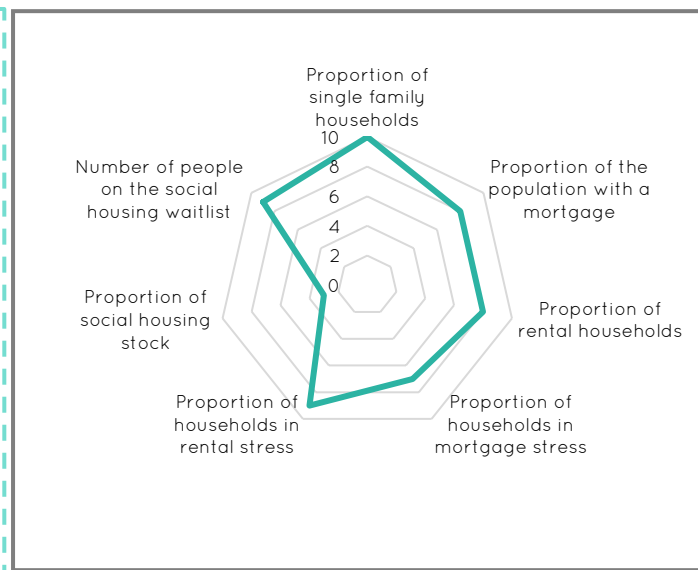 Proportion of
single family
households
10
8
6
4
2
0
Number of people
on the social
housing waitlist
Proportion of the
population with a
mortgage
Proportion of
social housing
stock
Proportion of
rental households
Proportion of
households in
rental stress
Proportion of
households in
mortgage stress